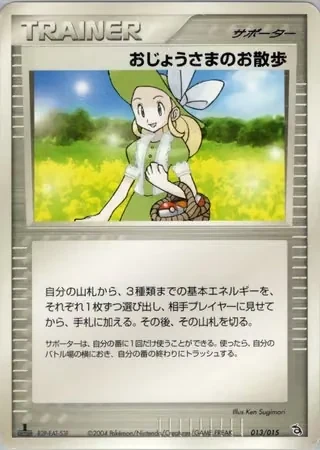 TRAINER
サポーター
おじょうさまのお散歩
自分の山札から、3種類までの基本エネルギーを、
それぞれ1枚ずつ選び出し、相手プレイヤーに見せて
から、手札に加える。その後、その山札を切る。
サポーターは、自分の番に1回だけ使うことができる。使ったら、自分の
バトル場の横におき、自分の番の終わりにトラッシュする。
Illus. Ken Sugimori
1
©2004 Pokémon/Nintendo/Creatures/GAME FREAK
013/015